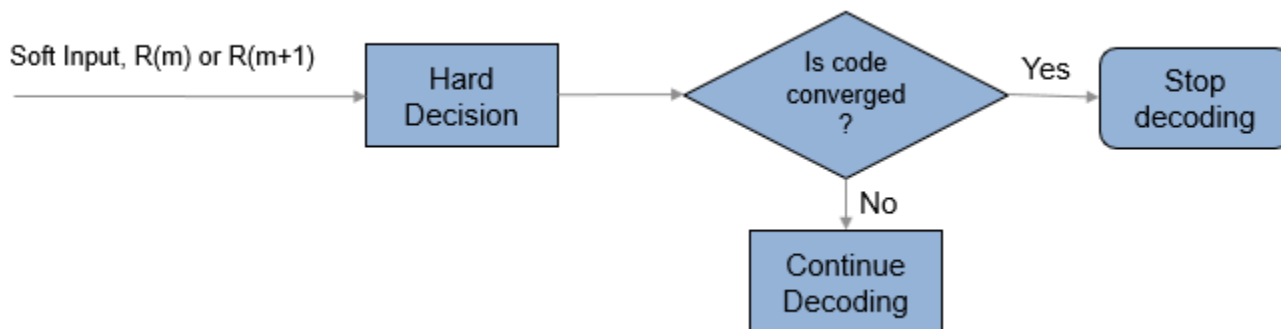 Soft Input, R(m) or R(m+1)
Hard
Decision
Is code
converged
?
Yes
Stop
decoding
No
Continue
Decoding